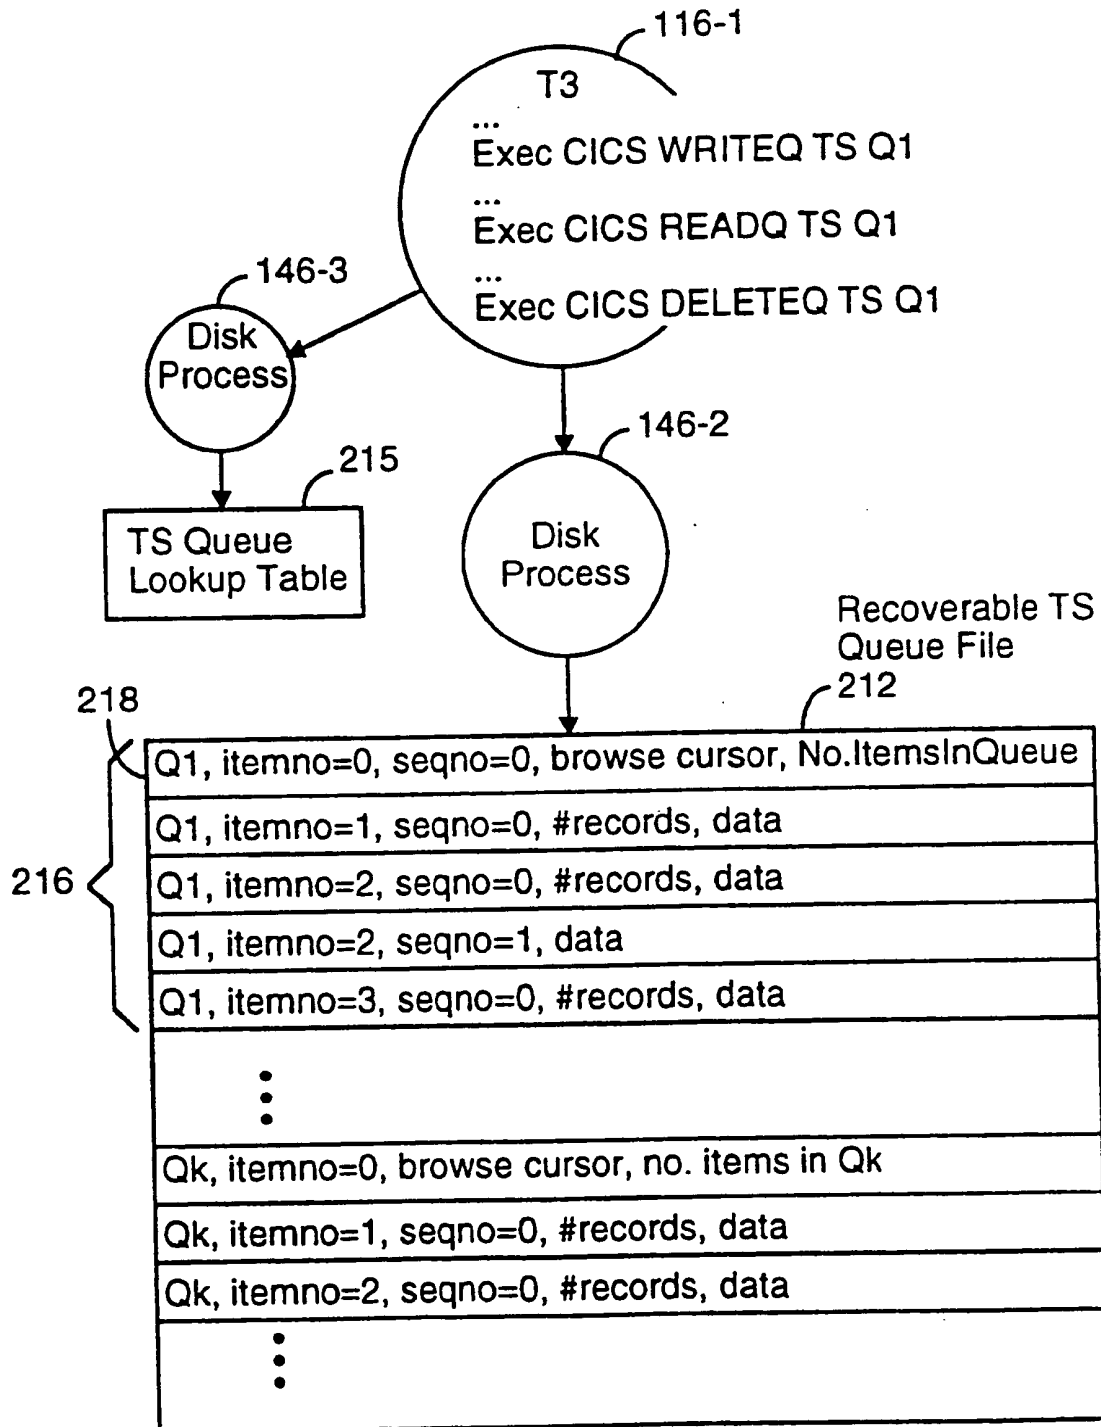 116-1
T3
...
Exec CICS WRITEQ TS Q1
...
Exec CICS READQ TS Q1
...
Exec CICS DELETEQ TS Q1
146-3
Disk
Process
146-2
215
TS Queue
Lookup Table
Disk
Process
Recoverable TS
Queue File
212
218
216
Q1, itemno=0, seqno=0, browse cursor, No.ItemsInQueue
Q1, itemno=1, seqno=0, #records, data
Q1, itemno=2, seqno=0, #records, data
Q1, itemno=2, seqno=1, data
Q1, itemno=3, seqno=0, #records, data
Qk, itemno=0, browse cursor, no. items in Qk
Qk, itemno=1, seqno=0, #records, data
Qk, itemno=2, seqno=0, #records, data